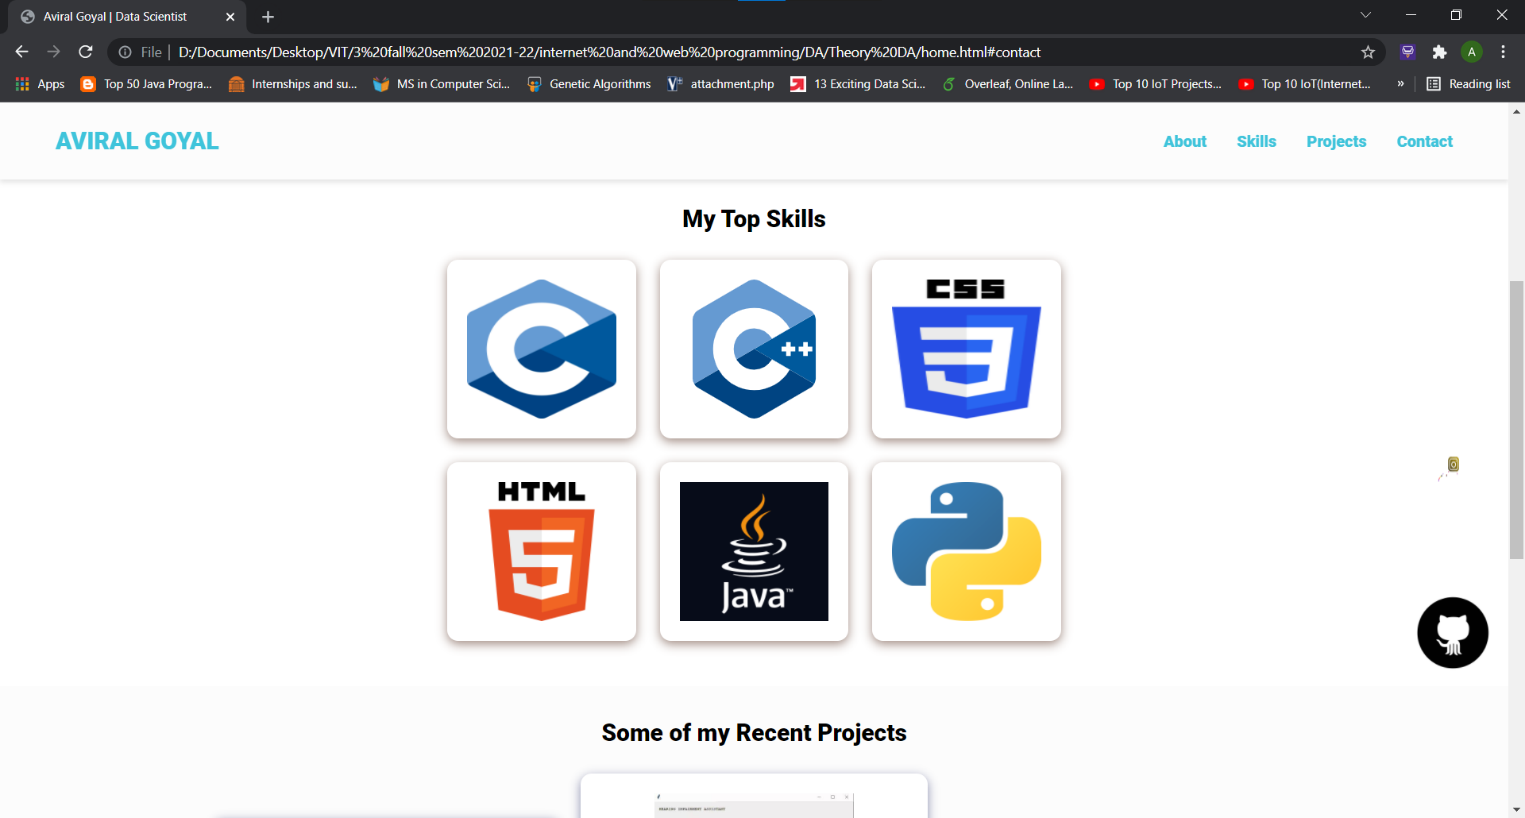 Aviral Goyal | Data Scientist
File | D:/Documents/Desktop/VIT/3%20fall%20sem%202021-22/internet%20and%20web%20programming/DA/Theory%20DA/home.html#contact
A
Apps Top 50 Java Progra... Internships and su... MS in Computer Sci... Genetic Algorithms attachment.php 13 Exciting Data Sci... Overleaf, Online La... Top 10 IoT Projects... Top 10 IoT(Internet... » Reading list
AVIRAL GOYAL
About Skills Projects Contact
My Top Skills
C
C++
CSS
3
HTML
5
Java™
Some of my Recent Projects